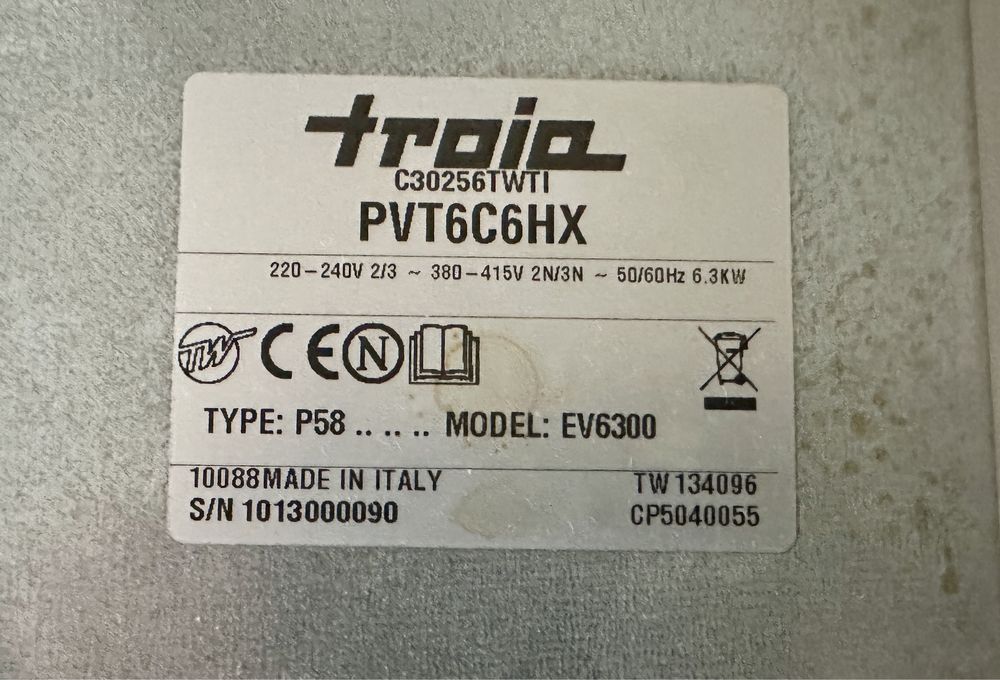 troia
C30256TWTI
PVT6C6HX
220-240V 2/3 ~ 380-415V 2N/3N ~ 50/60Hz 6.3KW
TW CE N
TYPE: P58 .. .. .. MODEL: EV6300
10088MADE IN ITALY TW 134096
S/N 1013000090 CP5040055